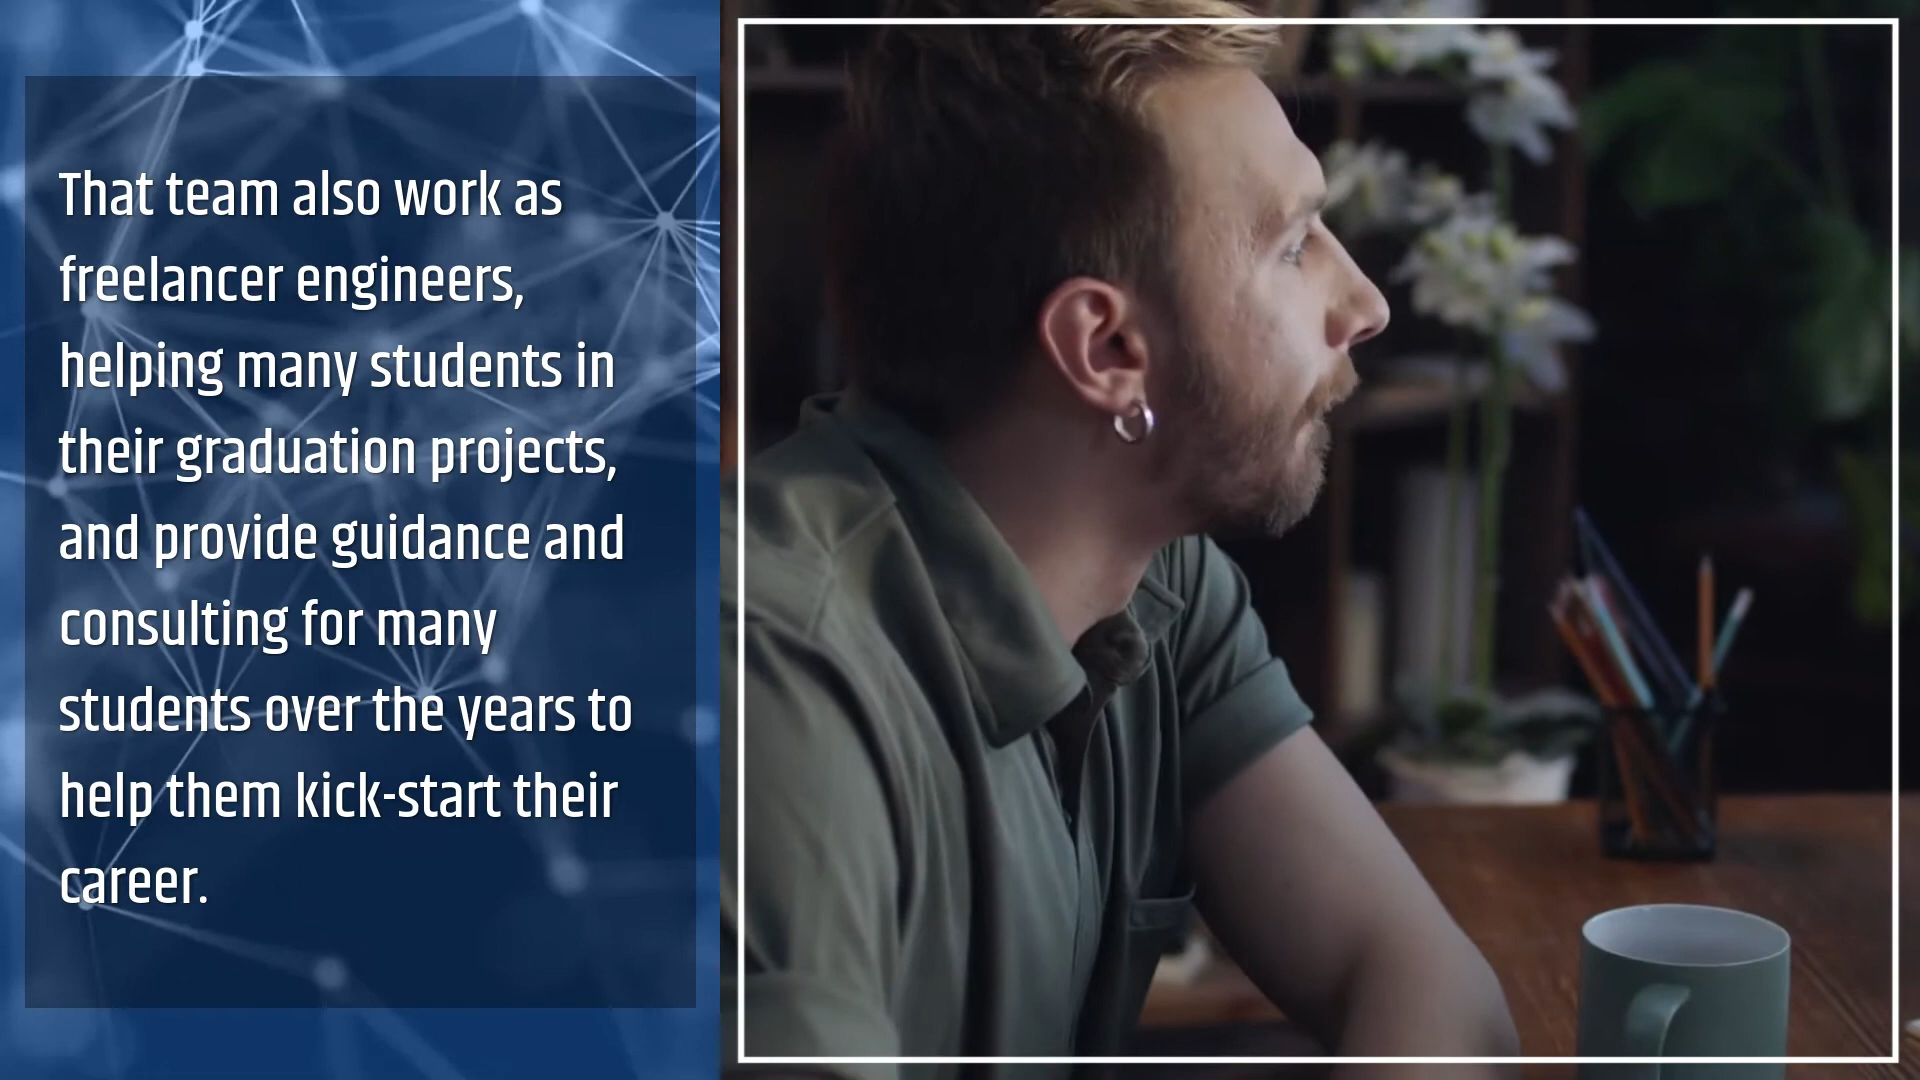 That team also work as
freelancer engineers,
helping many students in
their graduation projects,
and provide guidance and
consulting for many
students over the years to
help them kick-start their
career.